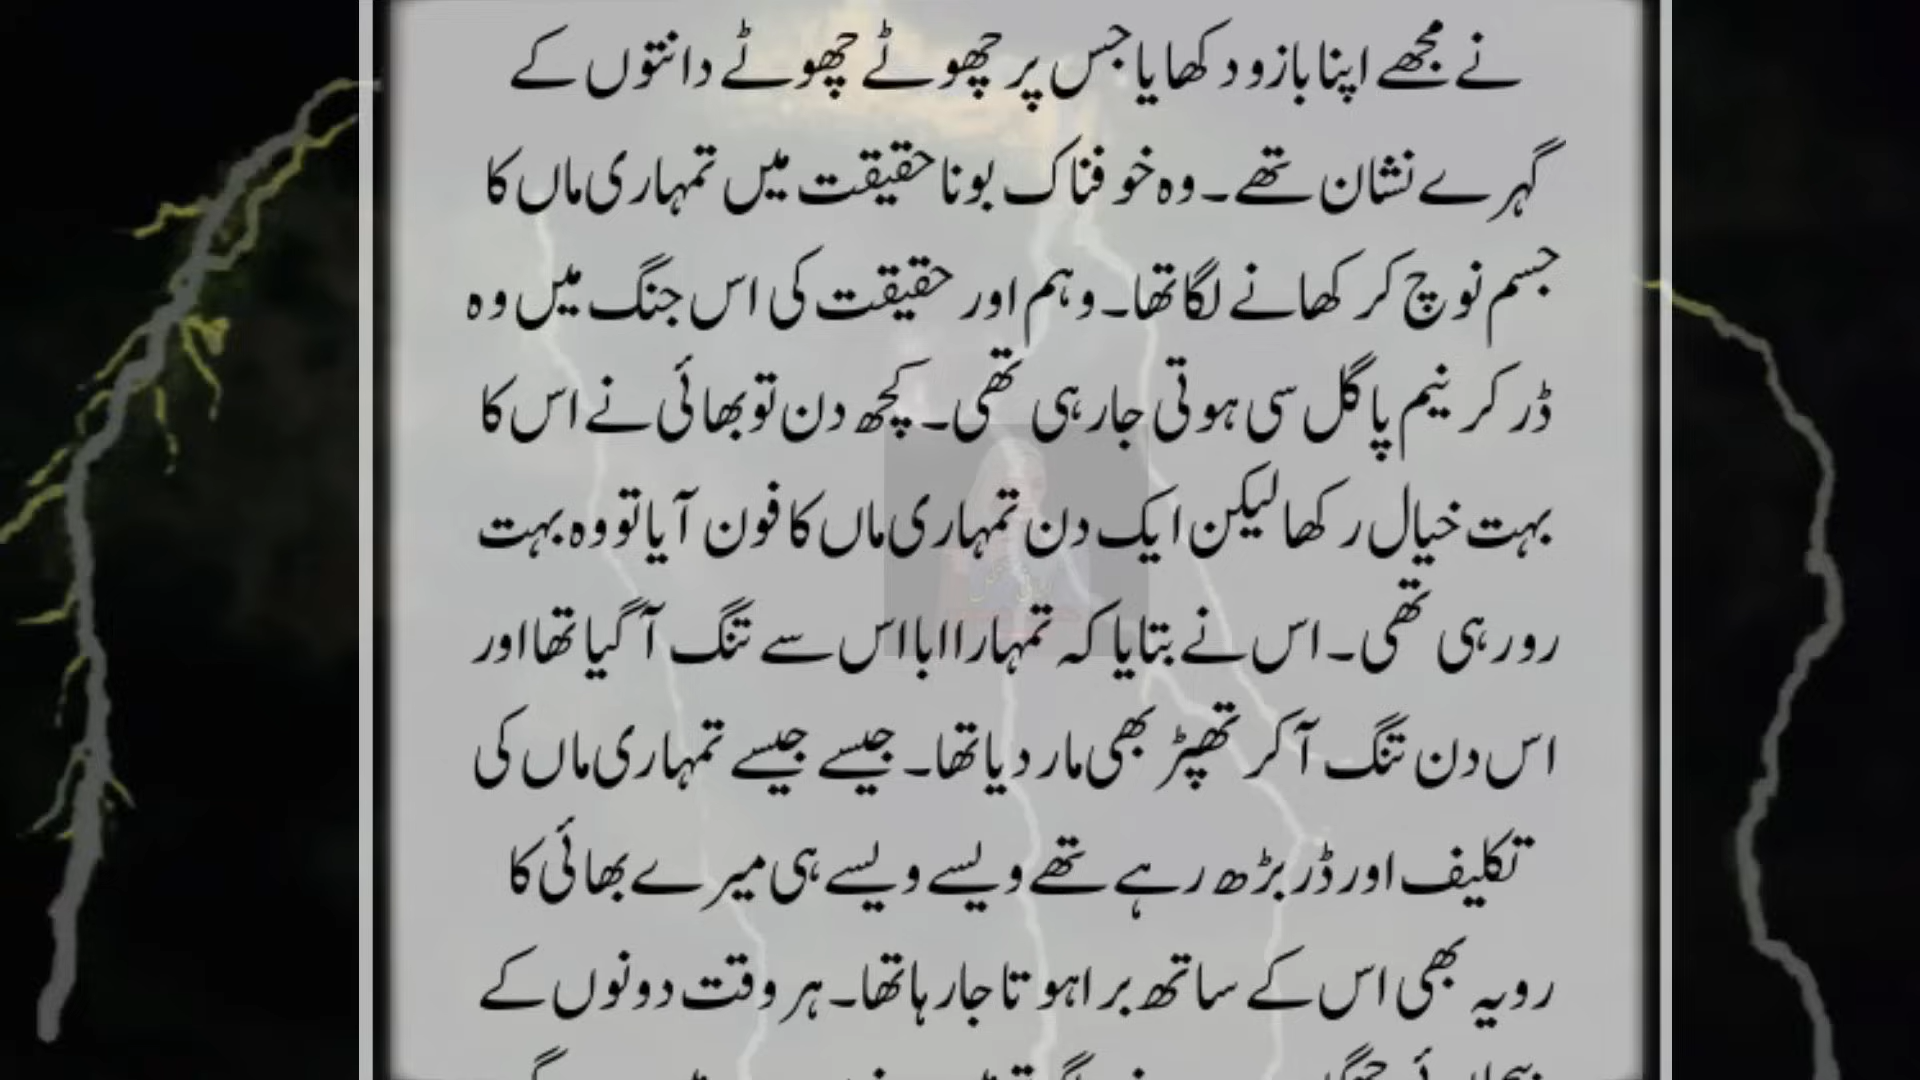 نے مجھے اپنا بازو دکھایا جس پر چھوٹے چھوٹے دانتوں کے
گہرے نشان تھے۔ وہ خوفناک بونا حقیقت میں تمہاری ماں کا
جسم نوچ کر کھانے لگا تھا۔ وہم اور حقیقت کی اس جنگ میں وہ
ڈر کر نیم پاگل سی ہوتی جا رہی تھی۔ کچھ دن تو بھائی نے اس کا
بہت خیال رکھا لیکن ایک دن تمہاری ماں کا فون آیا تو وہ بہت
رو رہی تھی۔ اس نے بتایا کہ تمہارا ابا اس سے تنگ آ گیا تھا اور
اس دن تنگ آ کر تھپڑ بھی مار دیا تھا۔ جیسے جیسے تمہاری ماں کی
تکلیف اور ڈر بڑھ رہے تھے ویسے ویسے ہی میرے بھائی کا
رویہ بھی اس کے ساتھ برا ہوتا جا رہا تھا۔ ہر وقت دونوں کے